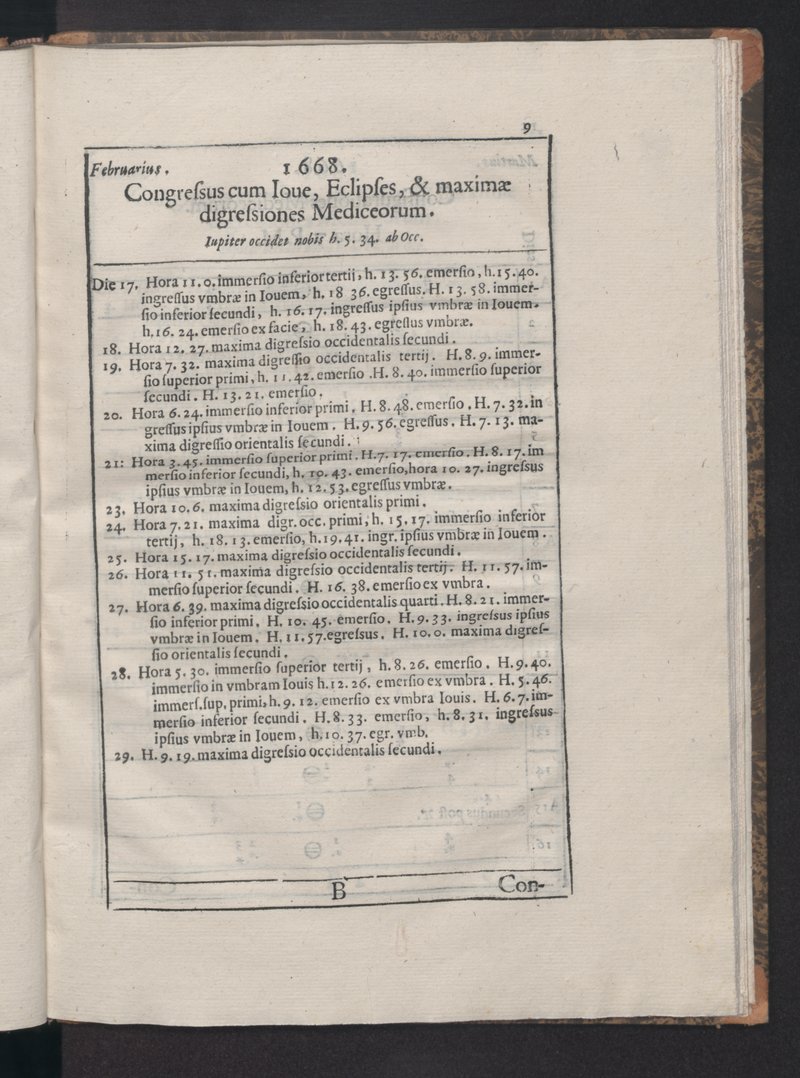 9
Februarius. 1668.
Congreſsus cum Ioue, Eclipſes, & maximæ
digreſsiones Mediceorum.
Iupiter occidet nobis h. 5. 34. ab Occ.
Die 17. Hora 11. 0. immerſio inferior tertij, h. 13. 56. emerſio, h. 15. 40.
ingreſſus vmbræ in Iouem, h. 18 36. egreſſus. H. 13. 58. immer-
ſio inferior ſecundi, h. 16. 17. ingreſſus ipſius vmbræ in Iouem.
h. 16. 24. emerſio ex facie, h. 18. 43. egreſſus vmbræ.
18. Hora 12. 27. maxima digreſsio occidentalis ſecundi.
19. Hora 7. 32. maxima digreſſio occidentalis tertij. H. 8. 9. immer-
ſio ſuperior primi, h. 11. 42. emerſio. H. 8. 40. immerſio ſuperior
ſecundi. H. 13. 21. emerſio.
20. Hora 6. 24. immerſio inferior primi. H. 8. 48. emerſio. H. 7. 32. in
greſſus ipſius vmbræ in Iouem. H. 9. 56. egreſſus. H. 7. 13. ma-
xima digreſſio orientalis ſecundi.
21: Hora 3. 45. immerſio ſuperior primi. H. 7. 17. emerſio. H. 8. 17. im
merſio inferior ſecundi, h. 10. 43. emerſio, hora 10. 27. ingreſsus
ipſius vmbræ in Iouem, h. 12. 53. egreſſus vmbræ.
23. Hora 10. 6. maxima digreſsio orientalis primi.
24. Hora 7. 21. maxima digr. occ. primi, h. 15. 17. immerſio inferior
tertij, h. 18. 13. emerſio, h. 19. 41. ingr. ipſius vmbræ in Iouem.
25. Hora 15. 17. maxima digreſsio occidentalis ſecundi.
26. Hora 11. 51. maxima digreſsio occidentalis tertij. H. 11. 57. im-
merſio ſuperior ſecundi. H. 16. 38. emerſio ex vmbra.
27. Hora 6. 39. maxima digreſsio occidentalis quarti. H. 8. 21. immer-
ſio inferior primi. H. 10. 45. emerſio. H. 9. 33. ingreſsus ipſius
vmbræ in Iouem. H. 11. 57. egreſsus. H. 10. 0. maxima digreſ-
ſio orientalis ſecundi.
28. Hora 5. 30. immerſio ſuperior tertij, h. 8. 26. emerſio. H. 9. 40.
immerſio in vmbram Iouis h. 12. 26. emerſio ex vmbra. H. 5. 46.
immerſ. ſup. primi, h. 9. 12. emerſio ex vmbra Iouis. H. 6. 7. im-
merſio inferior ſecundi. H. 8. 33. emerſio, h. 8. 31. ingreſsus
ipſius vmbræ in Iouem, h. 10. 37. egr. vmb.
29. H. 9. 19. maxima digreſsio occidentalis ſecundi.
B Con-